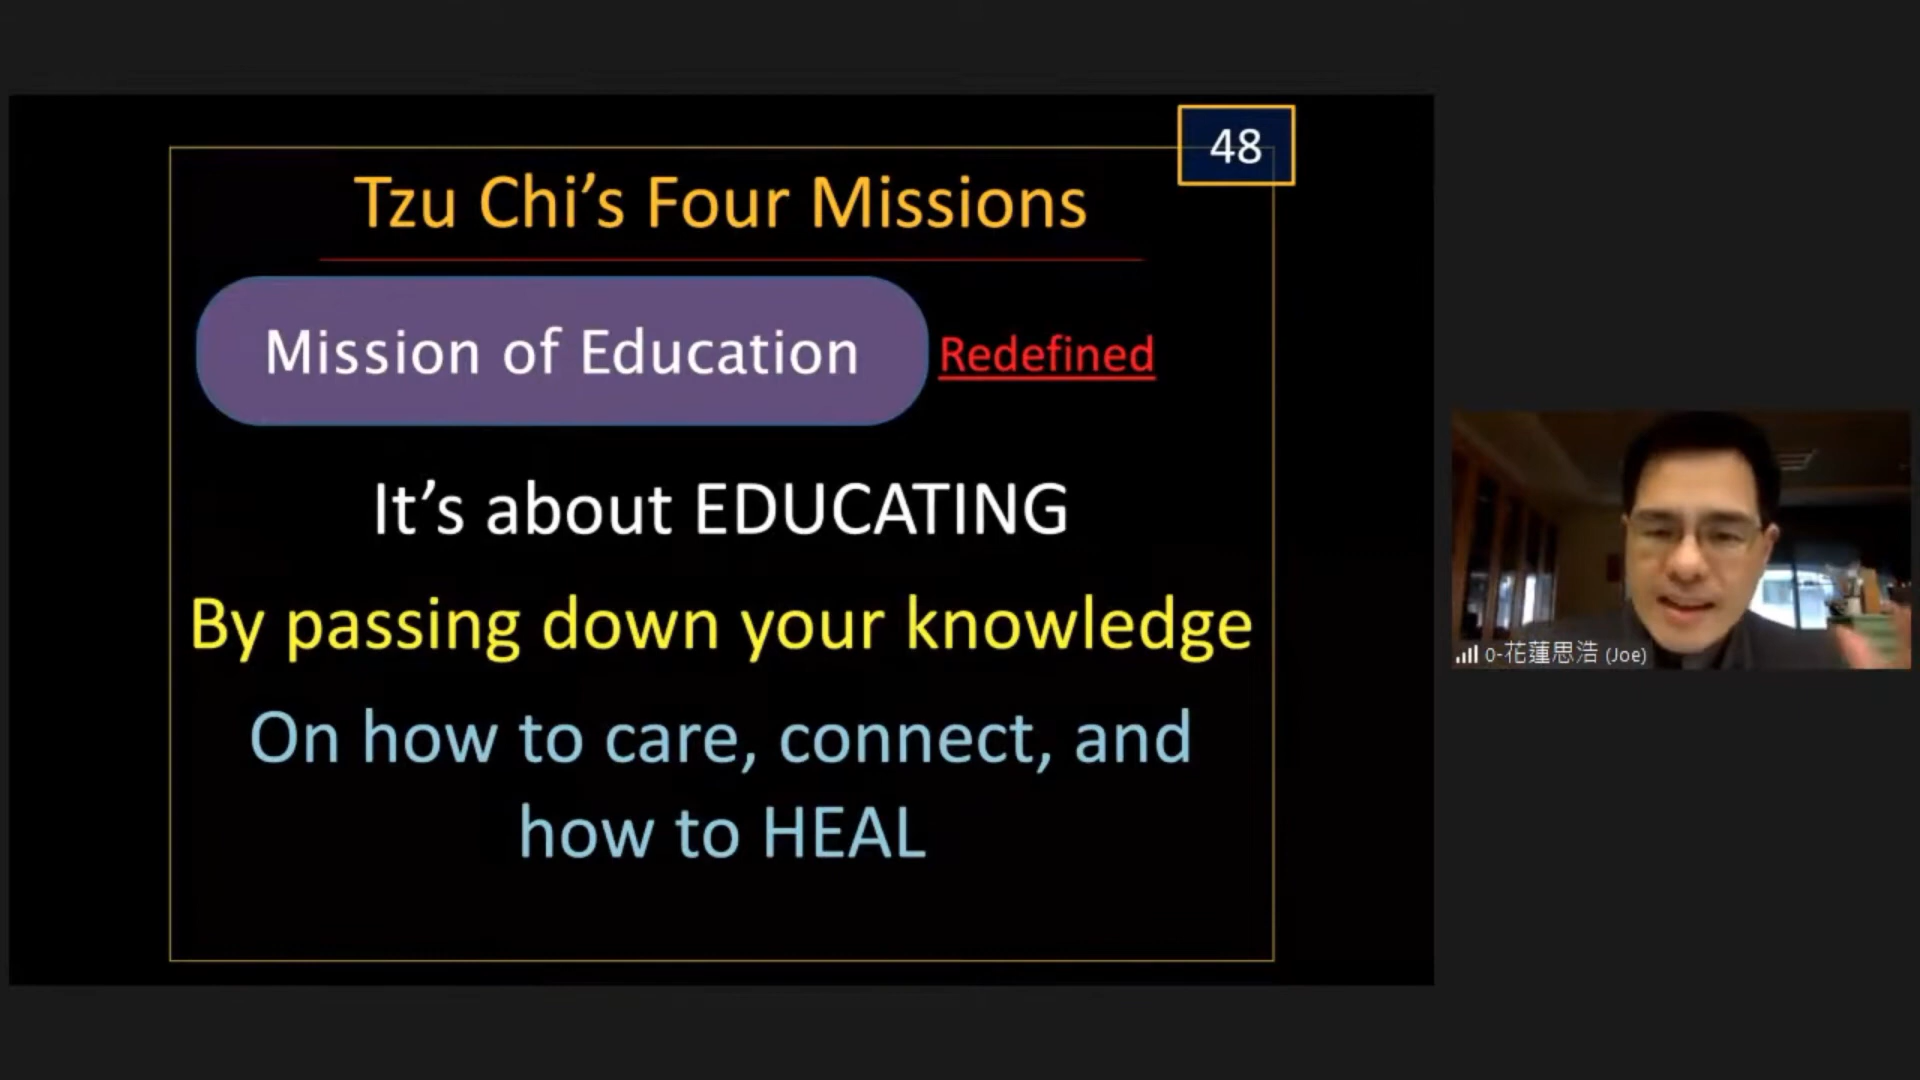 48
Tzu Chi’s Four Missions
Mission of Education Redefined
It’s about EDUCATING
By passing down your knowledge
On how to care, connect, and
how to HEAL
0-花蓮思浩 (Joe)